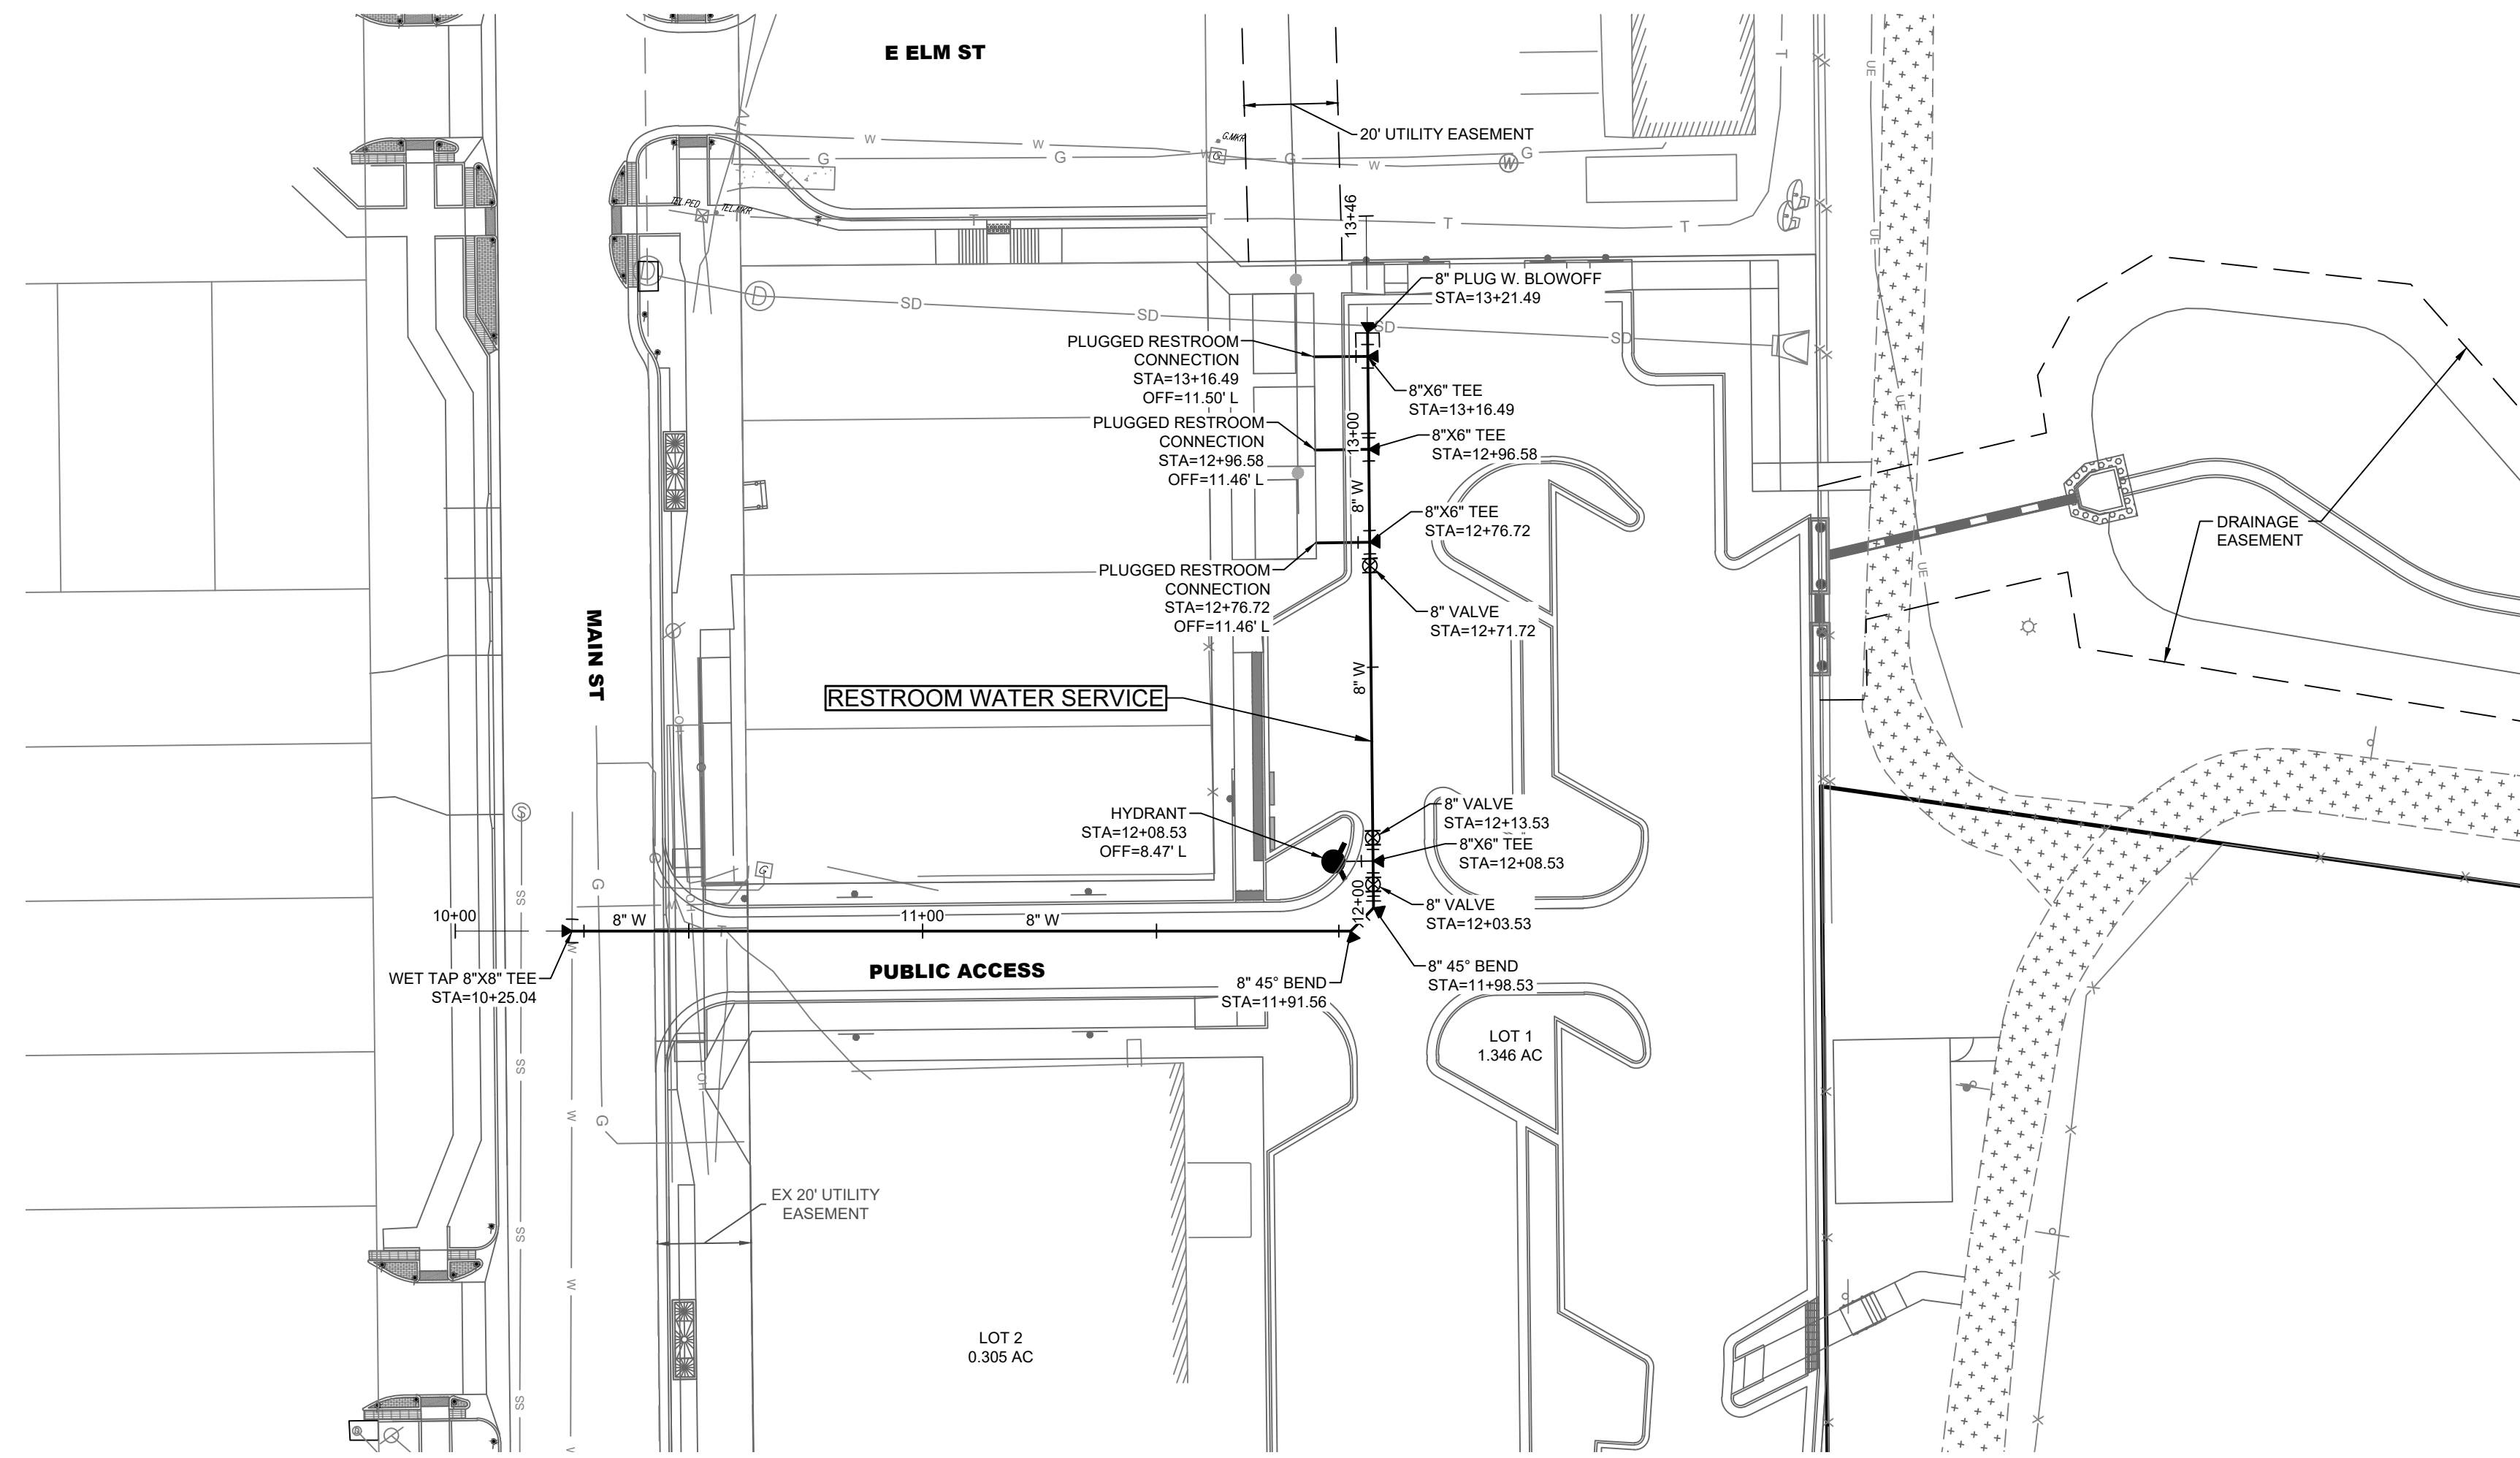 E ELM ST
20' UTILITY EASEMENT
G.MKR
W
W
W
W
G
G
G
G
G
W
TEL.PED
TEL.MKR
T
T
T
T
T
UE
UE
UE
UE
UE
13+46
D
D
SD
SD
SD
SD
8" PLUG W. BLOWOFF
STA=13+21.49
PLUGGED RESTROOM
CONNECTION
STA=13+16.49
OFF=11.50' L
8"X6" TEE
STA=13+16.49
PLUGGED RESTROOM
CONNECTION
STA=12+96.58
OFF=11.46' L
13+00
8"X6" TEE
STA=12+96.58
8" W
8"X6" TEE
STA=12+76.72
PLUGGED RESTROOM
CONNECTION
STA=12+76.72
OFF=11.46' L
8" VALVE
STA=12+71.72
DRAINAGE
EASEMENT
MAIN ST
8" W
RESTROOM WATER SERVICE
HYDRANT
STA=12+08.53
OFF=8.47' L
8" VALVE
STA=12+13.53
8"X6" TEE
STA=12+08.53
12+00
8" VALVE
STA=12+03.53
S
G
G
SS
SS
SS
SS
10+00
8" W
11+00
8" W
WET TAP 8"X8" TEE
STA=10+25.04
PUBLIC ACCESS
8" 45° BEND
STA=11+91.56
8" 45° BEND
STA=11+98.53
LOT 1
1.346 AC
W
W
W
W
G
EX 20' UTILITY
EASEMENT
LOT 2
0.305 AC